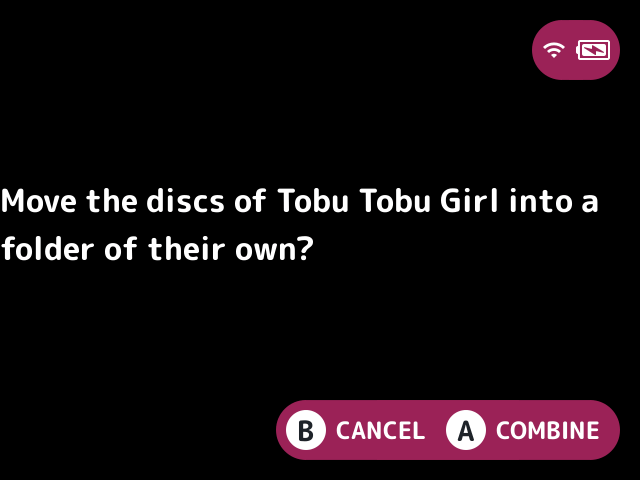 Move the discs of Tobu Tobu Girl into a
folder of their own?
B CANCEL A COMBINE